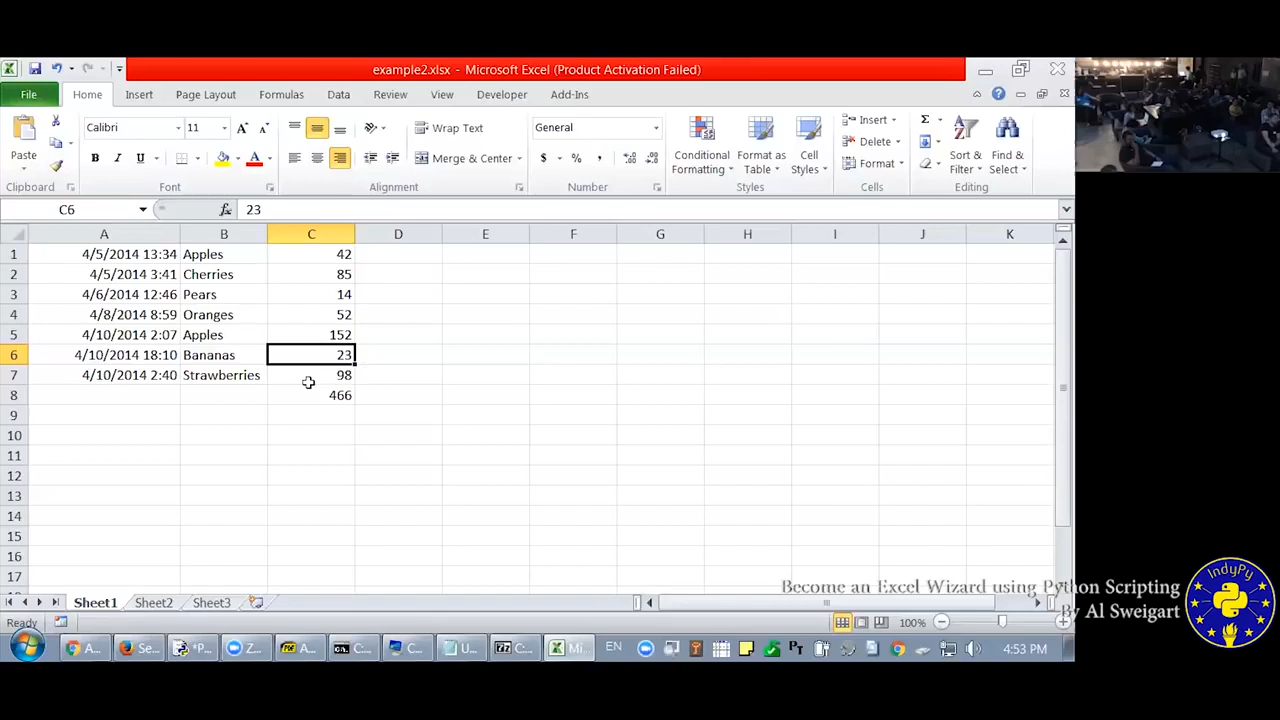 example2.xlsx - Microsoft Excel (Product Activation Failed)
File Home Insert Page Layout Formulas Data Review View Developer Add-Ins
Paste
Clipboard
Calibri 11
B I U
Font
Wrap Text
Merge & Center
Alignment
General
$ % ,
Number
Conditional Formatting
Format as Table
Cell Styles
Styles
Insert
Delete
Format
Cells
Σ
Sort & Filter
Find & Select
Editing
C6 fx 23
A B C D E F G H I J K
1 4/5/2014 13:34 Apples 42
2 4/5/2014 3:41 Cherries 85
3 4/6/2014 12:46 Pears 14
4 4/8/2014 8:59 Oranges 52
5 4/10/2014 2:07 Apples 152
6 4/10/2014 18:10 Bananas 23
7 4/10/2014 2:40 Strawberries 98
8 466
9
10
11
12
13
14
15
16
17
Become an Excel Wizard using Python Scripting
By Al Sweigart
IndyPy
Sheet1 Sheet2 Sheet3
Ready 100%
A... Se... *P... Z... A... C:... C... U... C:... Mi... EN 4:53 PM